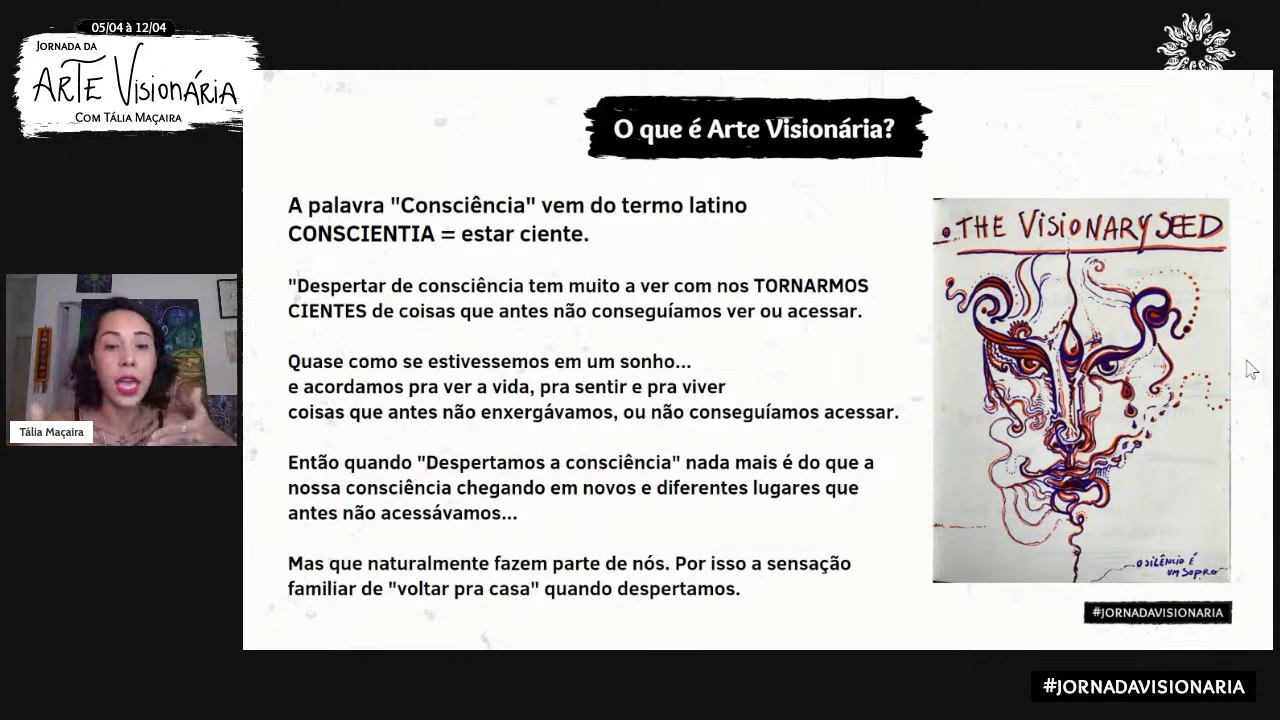 05/04 à 12/04
JORNADA DA
ARTE VISIONÁRIA
COM TÁLIA MAÇAIRA
O que é Arte Visionária?
A palavra "Consciência" vem do termo latino
CONSCIENTIA = estar ciente.
"Despertar de consciência tem muito a ver com nos TORNARMOS
CIENTES de coisas que antes não conseguíamos ver ou acessar.
Quase como se estivessemos em um sonho...
e acordamos pra ver a vida, pra sentir e pra viver
coisas que antes não enxergávamos, ou não conseguíamos acessar.
Então quando "Despertamos a consciência" nada mais é do que a
nossa consciência chegando em novos e diferentes lugares que
antes não acessávamos...
Mas que naturalmente fazem parte de nós. Por isso a sensação
familiar de "voltar pra casa" quando despertamos.
THE VISIONARY SEED
O SILÊNCIO É
UM SOPRO
#JORNADAVISIONARIA
Tália Maçaira
#JORNADAVISIONARIA